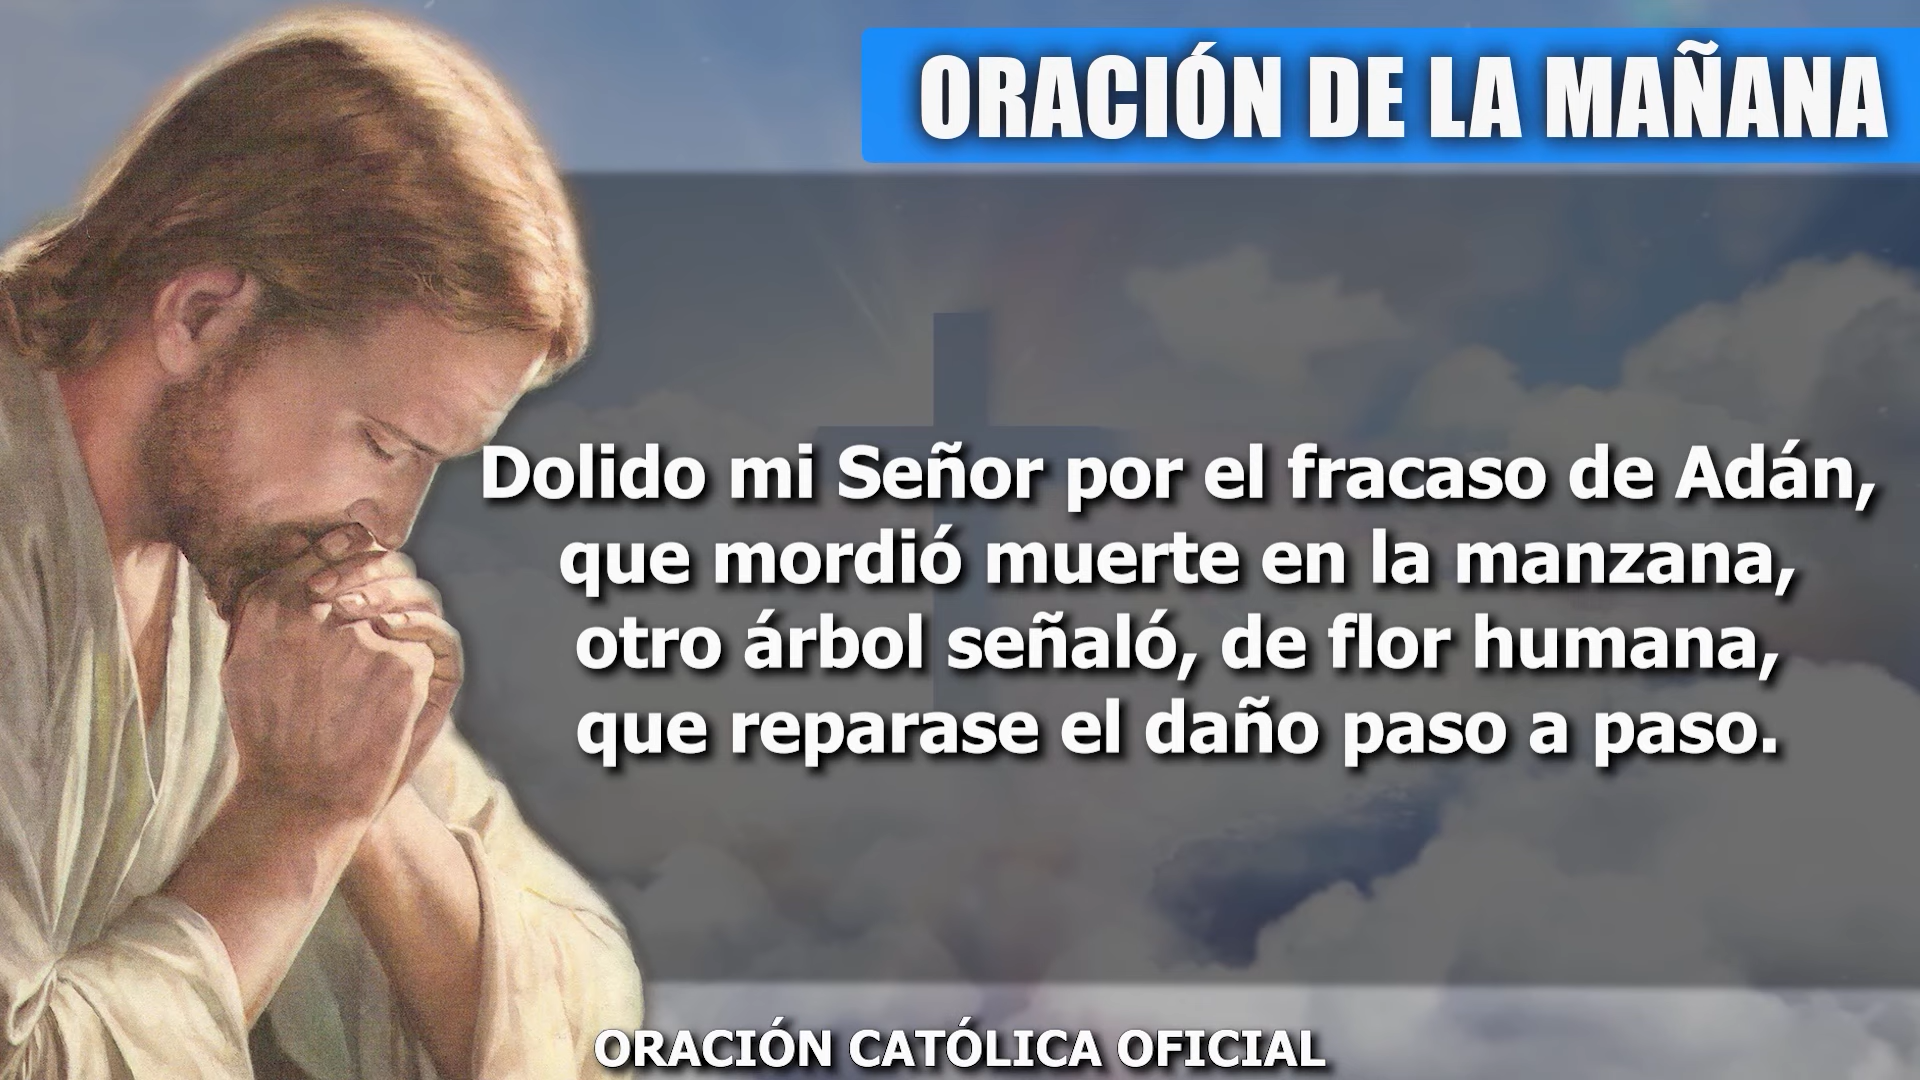 ORACIÓN DE LA MAÑANA
Dolido mi Señor por el fracaso de Adán,
que mordió muerte en la manzana,
otro árbol señaló, de flor humana,
que reparase el daño paso a paso.
ORACIÓN CATÓLICA OFICIAL